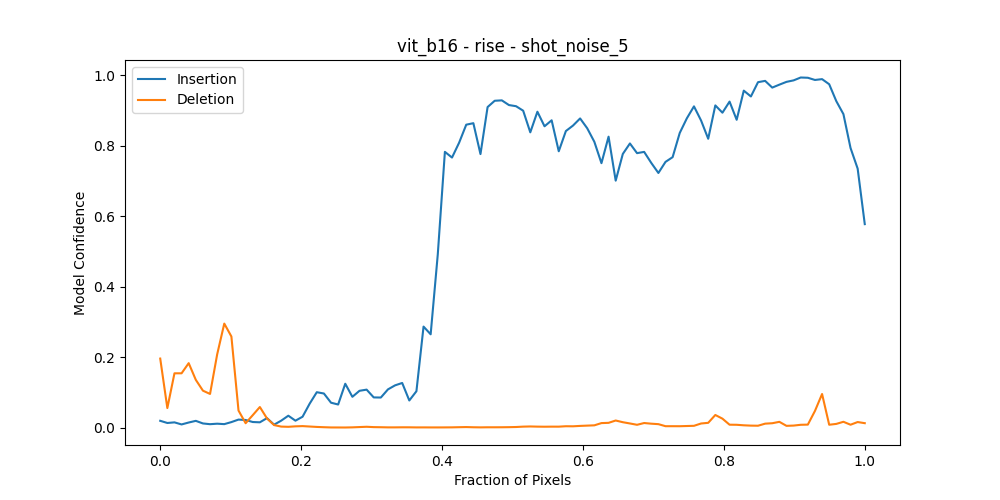 vit_b16 - rise - shot_noise_5
Insertion
Deletion
Model Confidence
1.0
0.8
0.6
0.4
0.2
0.0
0.0 0.2 0.4 0.6 0.8 1.0
Fraction of Pixels